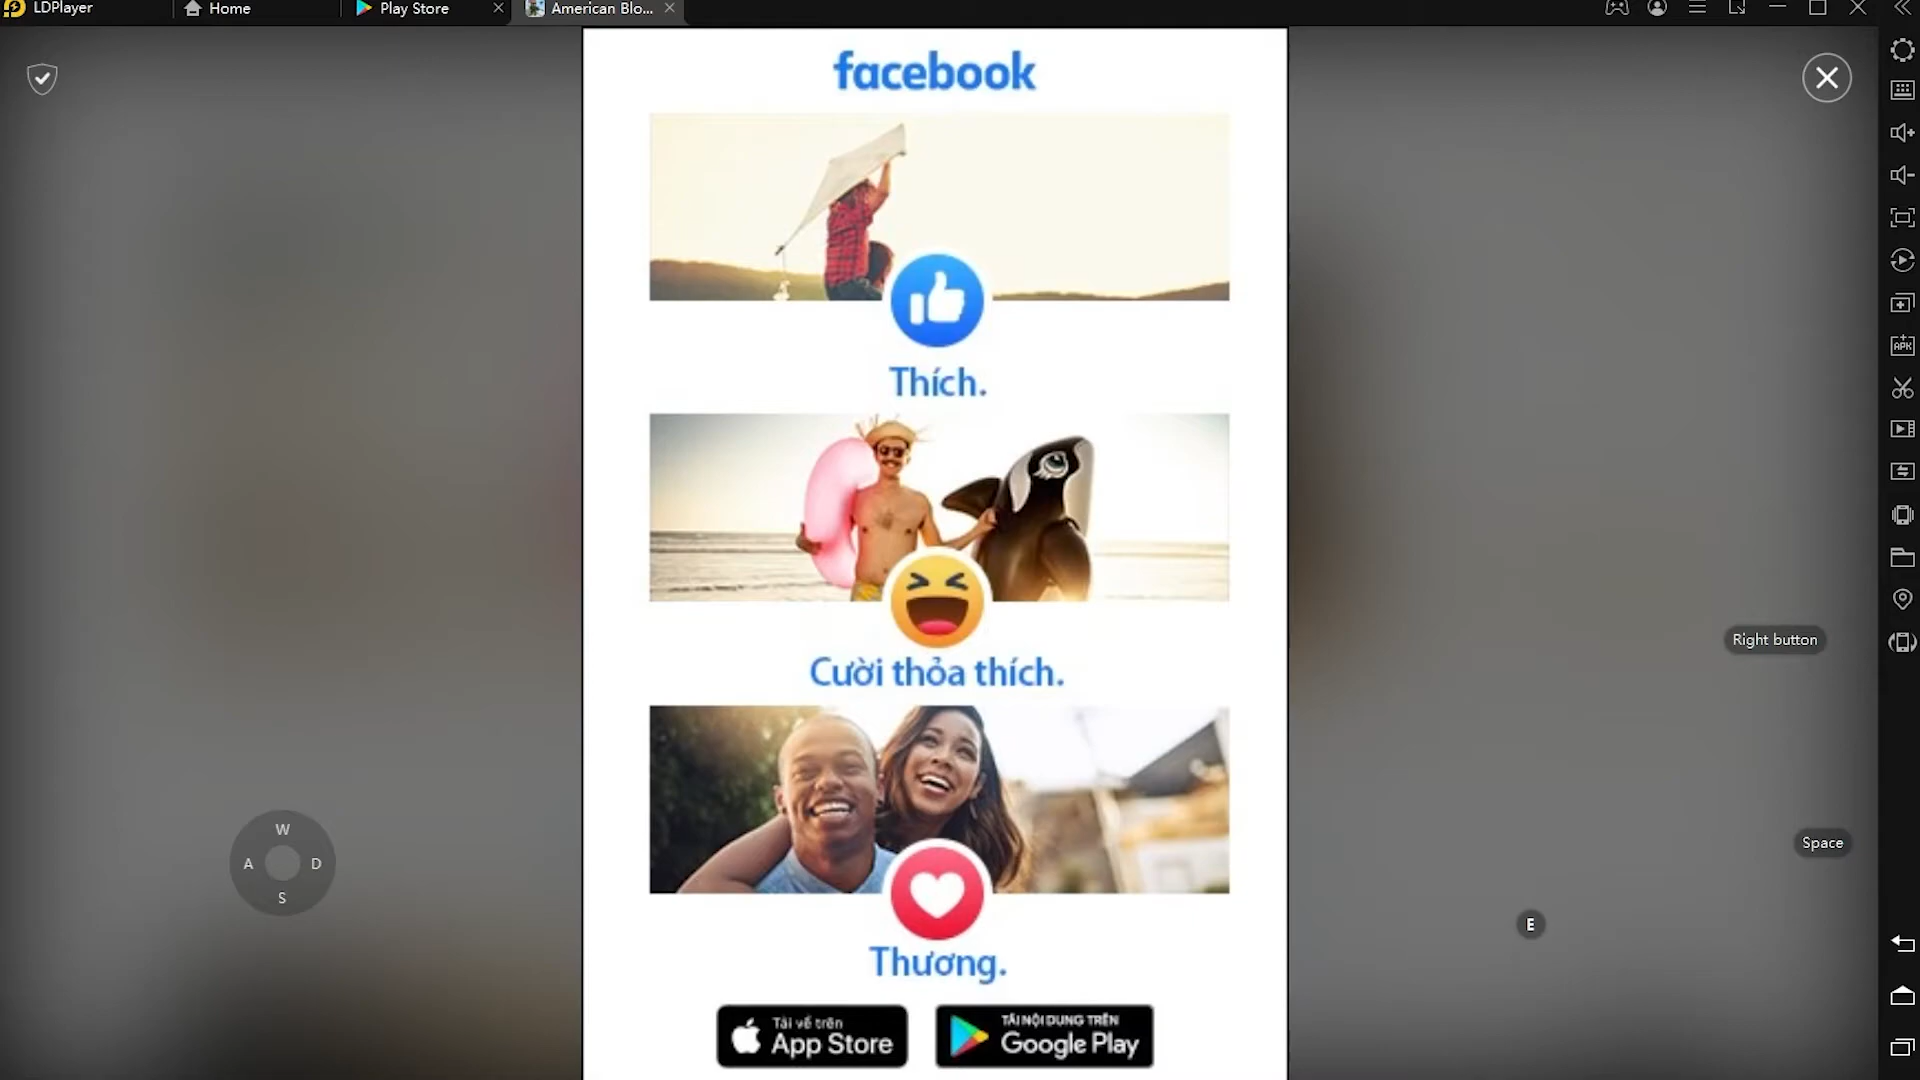 LDPlayer
Home
Play Store
American Blo...
facebook
Thích.
Cười thỏa thích.
Thương.
Tải về trên
App Store
TẢI NỘI DUNG TRÊN
Google Play
Right button
Space
W
A
D
S
E
APK